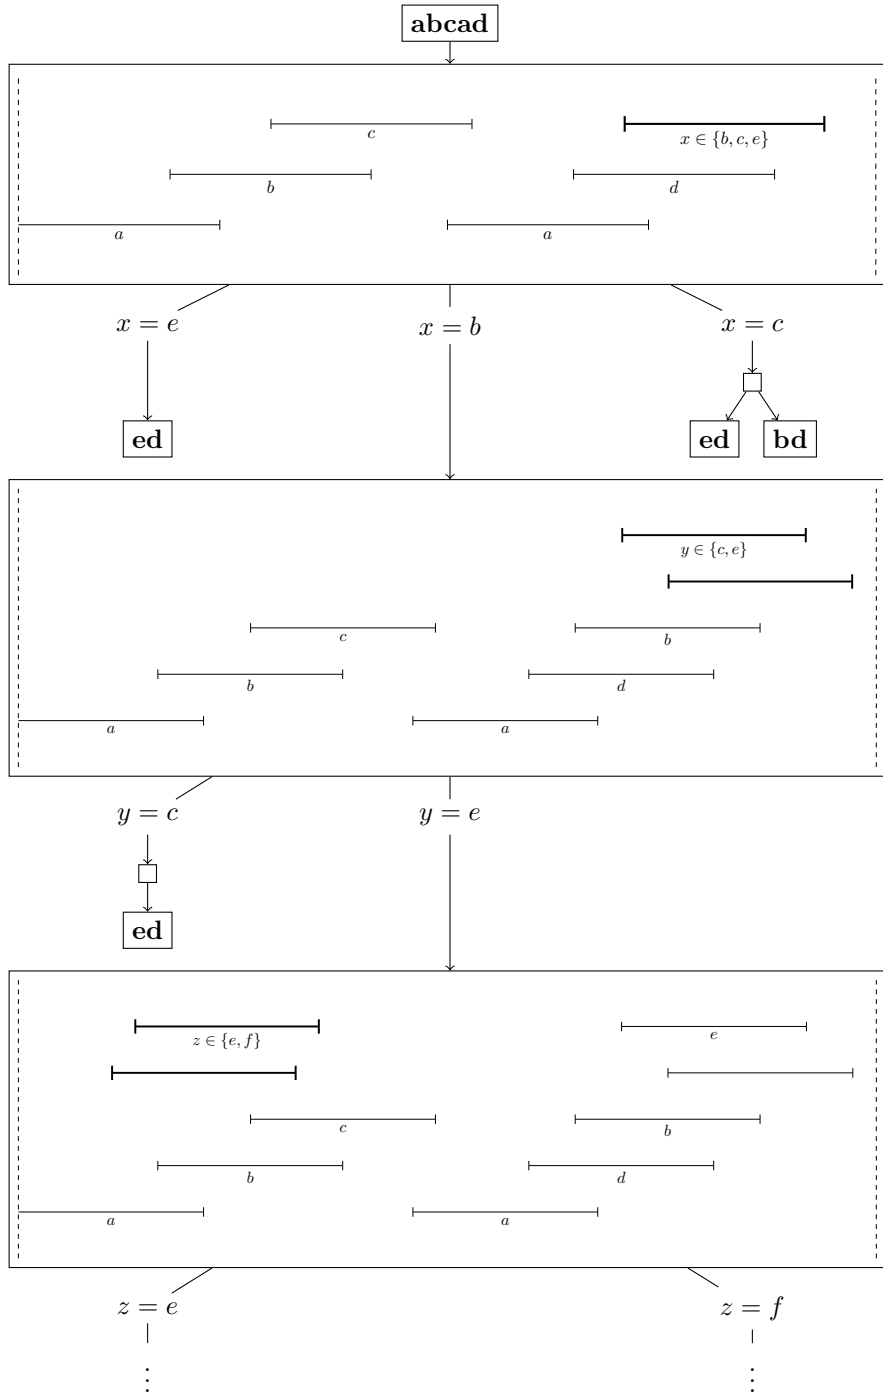 abcad
c
x ∈ {b, c, e}
b
d
a
a
x = e
x = b
x = c
ed
ed
bd
y ∈ {c, e}
c
b
b
d
a
a
y = c
y = e
ed
z ∈ {e, f}
e
c
b
b
d
a
a
z = e
z = f
⋮
⋮